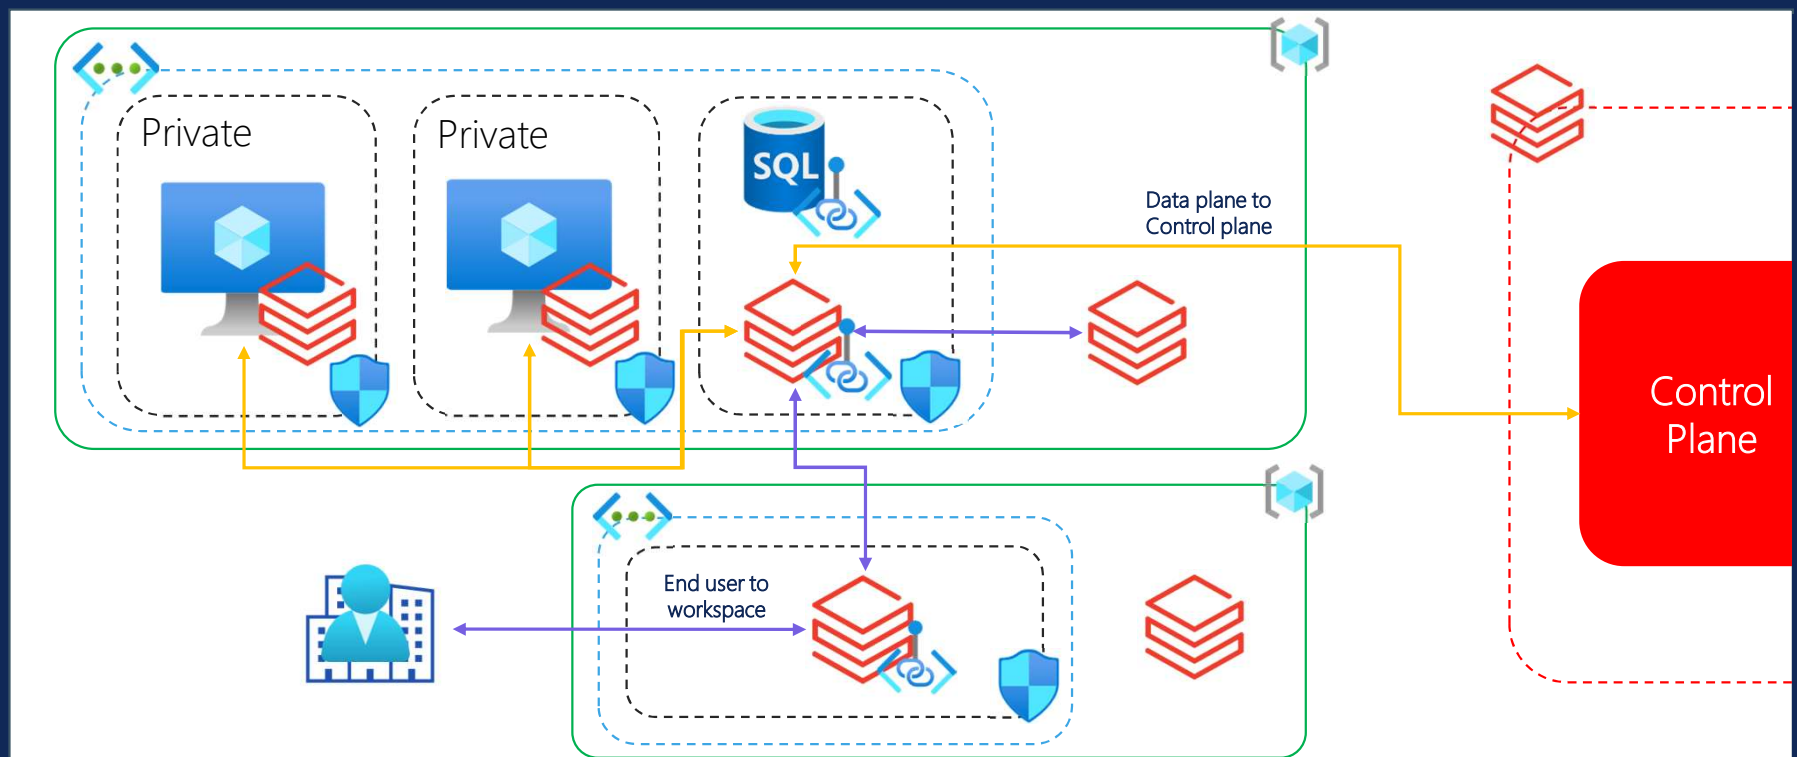 Private
Private
SQL
Data plane to
Control plane
Control
Plane
End user to
workspace